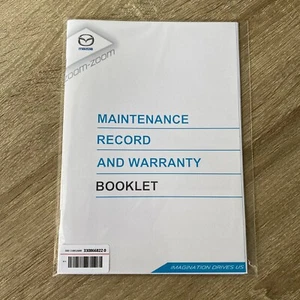 mazda
zoom-zoom
MAINTENANCE
RECORD
AND WARRANTY
BOOKLET
IMAGINATION DRIVES US